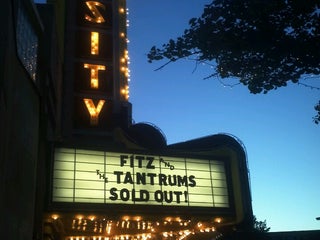 SITY
FITZ AND
THE TANTRUMS
SOLD OUT!